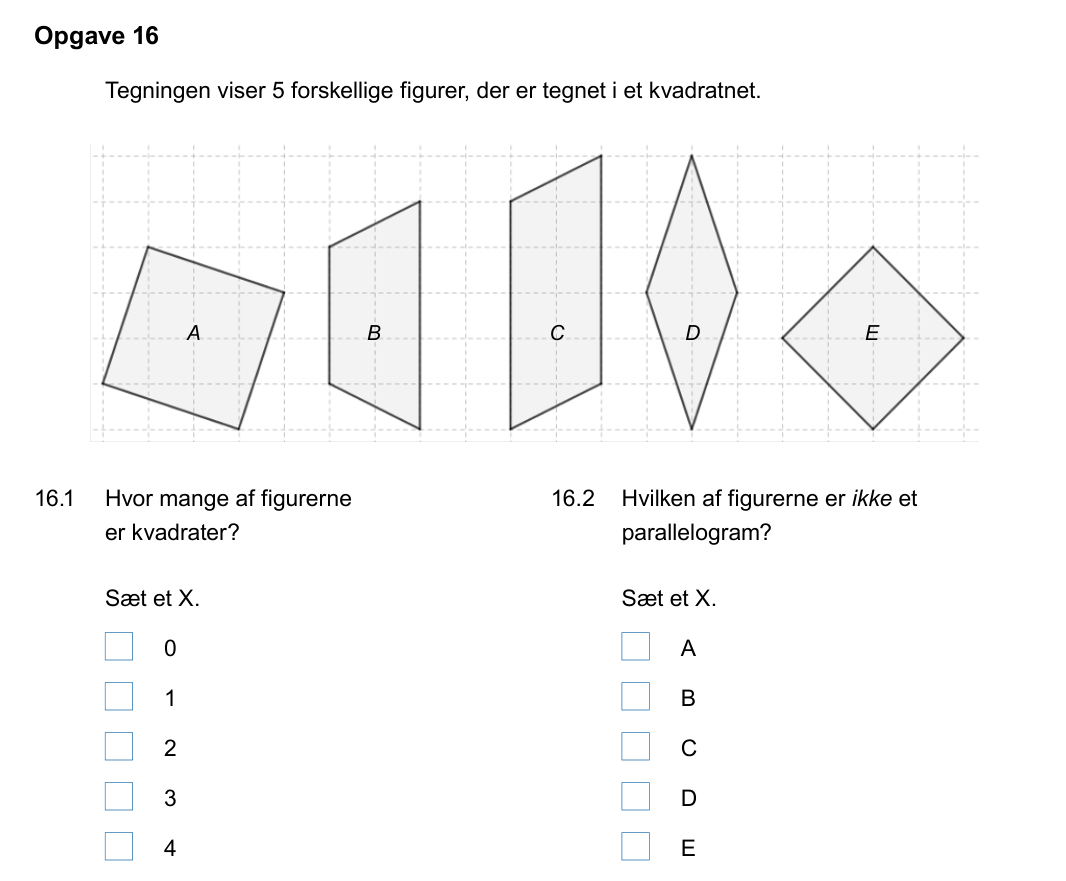 Opgave 16
Tegningen viser 5 forskellige figurer, der er tegnet i et kvadratnet.
A
B
C
D
E
16.1 Hvor mange af figurerne
er kvadrater?
Sæt et X.
0
1
2
3
4
16.2 Hvilken af figurerne er ikke et
parallelogram?
Sæt et X.
A
B
C
D
E